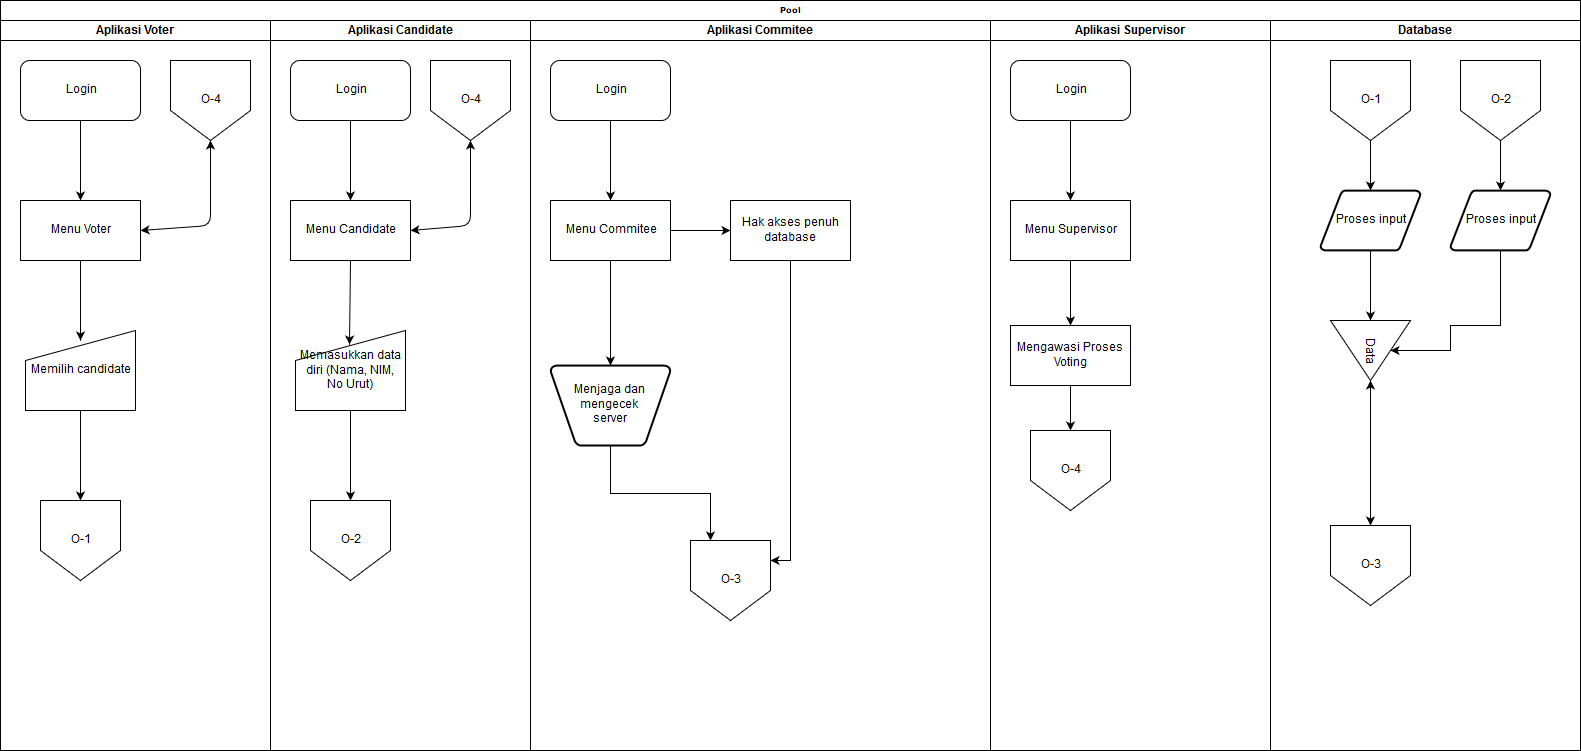 Pool
Aplikasi Voter
Aplikasi Candidate
Aplikasi Commitee
Aplikasi Supervisor
Database
Login
O-4
Menu Voter
Memilih candidate
O-1
Login
O-4
Menu Candidate
Memasukkan data
diri (Nama, NIM,
No Urut)
O-2
Login
Menu Commitee
Hak akses penuh
database
Menjaga dan
mengecek
server
O-3
Login
Menu Supervisor
Mengawasi Proses
Voting
O-4
O-1
O-2
Proses input
Proses input
Data
O-3